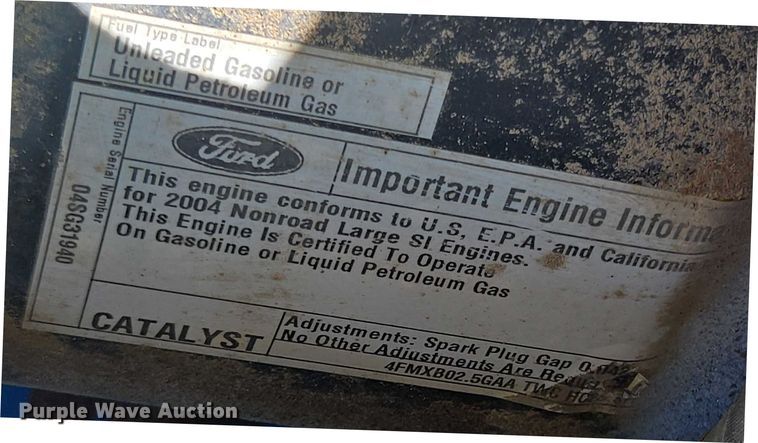 Fuel Type Label
Unleaded Gasoline or
Liquid Petroleum Gas
Engine Serial Number
04SG31940
Ford
Important Engine Informa
This engine conforms to U.S. E.P.A. and California
for 2004 Nonroad Large SI Engines.
This Engine Is Certified To Operate
On Gasoline or Liquid Petroleum Gas
CATALYST
Adjustments: Spark Plug Gap
No Other Adjustments Are
4FMXB02.5GAA TWC
Purple Wave Auction